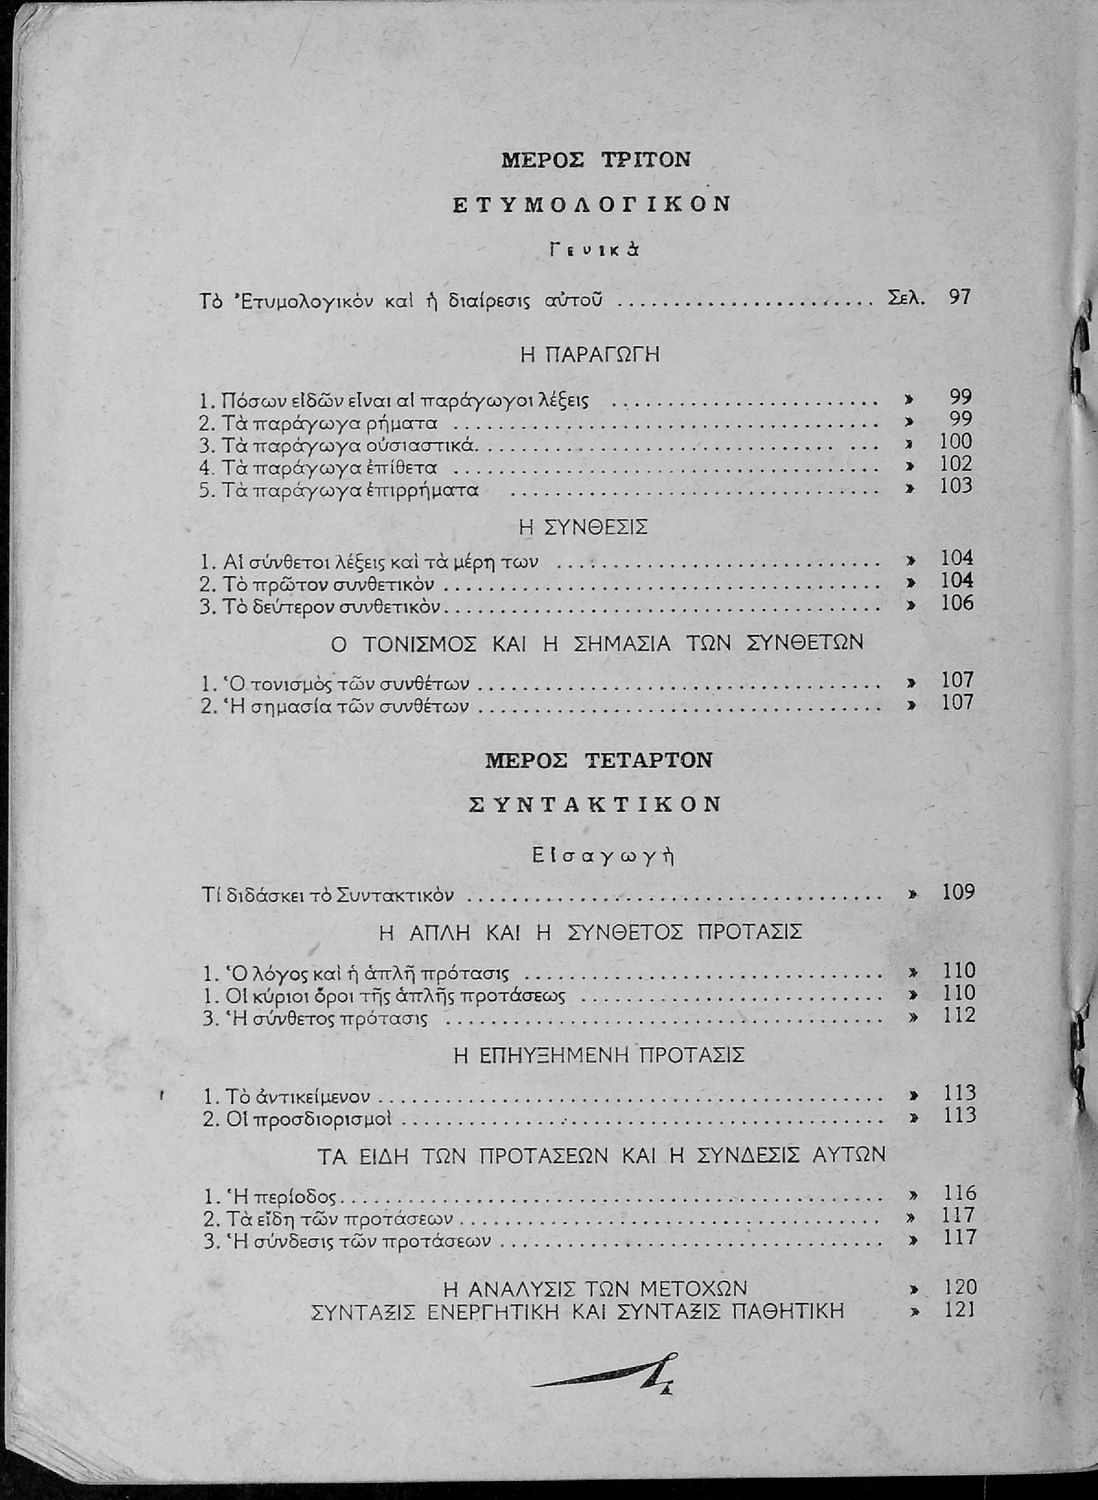 ΜΕΡΟΣ ΤΡΙΤΟΝ
ΕΤΥΜΟΛΟΓΙΚΟΝ
Γενικὰ
Τὸ Ἐτυμολογικὸν καὶ ἡ διαίρεσις αὐτοῦ ........................ Σελ. 97
Η ΠΑΡΑΓΩΓΗ
1. Πόσων εἰδῶν εἶναι αἱ παράγωγοι λέξεις ........................ » 99
2. Τὰ παράγωγα ρήματα ........................ » 99
3. Τὰ παράγωγα οὐσιαστικά ........................ » 100
4. Τὰ παράγωγα ἐπίθετα ........................ » 102
5. Τὰ παράγωγα ἐπιρρήματα ........................ » 103
Η ΣΥΝΘΕΣΙΣ
1. Αἱ σύνθετοι λέξεις καὶ τὰ μέρη των ........................ » 104
2. Τὸ πρῶτον συνθετικὸν ........................ » 104
3. Τὸ δεύτερον συνθετικὸν ........................ » 106
Ο ΤΟΝΙΣΜΟΣ ΚΑΙ Η ΣΗΜΑΣΙΑ ΤΩΝ ΣΥΝΘΕΤΩΝ
1. Ὁ τονισμὸς τῶν συνθέτων ........................ » 107
2. Ἡ σημασία τῶν συνθέτων ........................ » 107
ΜΕΡΟΣ ΤΕΤΑΡΤΟΝ
ΣΥΝΤΑΚΤΙΚΟΝ
Εἰσαγωγὴ
Τί διδάσκει τὸ Συντακτικὸν ........................ » 109
Η ΑΠΛΗ ΚΑΙ Η ΣΥΝΘΕΤΟΣ ΠΡΟΤΑΣΙΣ
1. Ὁ λόγος καὶ ἡ ἁπλῆ πρότασις ........................ » 110
1. Οἱ κύριοι ὅροι τῆς ἁπλῆς προτάσεως ........................ » 110
3. Ἡ σύνθετος πρότασις ........................ » 112
Η ΕΠΗΥΞΗΜΕΝΗ ΠΡΟΤΑΣΙΣ
1. Τὸ ἀντικείμενον ........................ » 113
2. Οἱ προσδιορισμοὶ ........................ » 113
ΤΑ ΕΙΔΗ ΤΩΝ ΠΡΟΤΑΣΕΩΝ ΚΑΙ Η ΣΥΝΔΕΣΙΣ ΑΥΤΩΝ
1. Ἡ περίοδος ........................ » 116
2. Τὰ εἴδη τῶν προτάσεων ........................ » 117
3. Ἡ σύνδεσις τῶν προτάσεων ........................ » 117
Η ΑΝΑΛΥΣΙΣ ΤΩΝ ΜΕΤΟΧΩΝ » 120
ΣΥΝΤΑΞΙΣ ΕΝΕΡΓΗΤΙΚΗ ΚΑΙ ΣΥΝΤΑΞΙΣ ΠΑΘΗΤΙΚΗ » 121